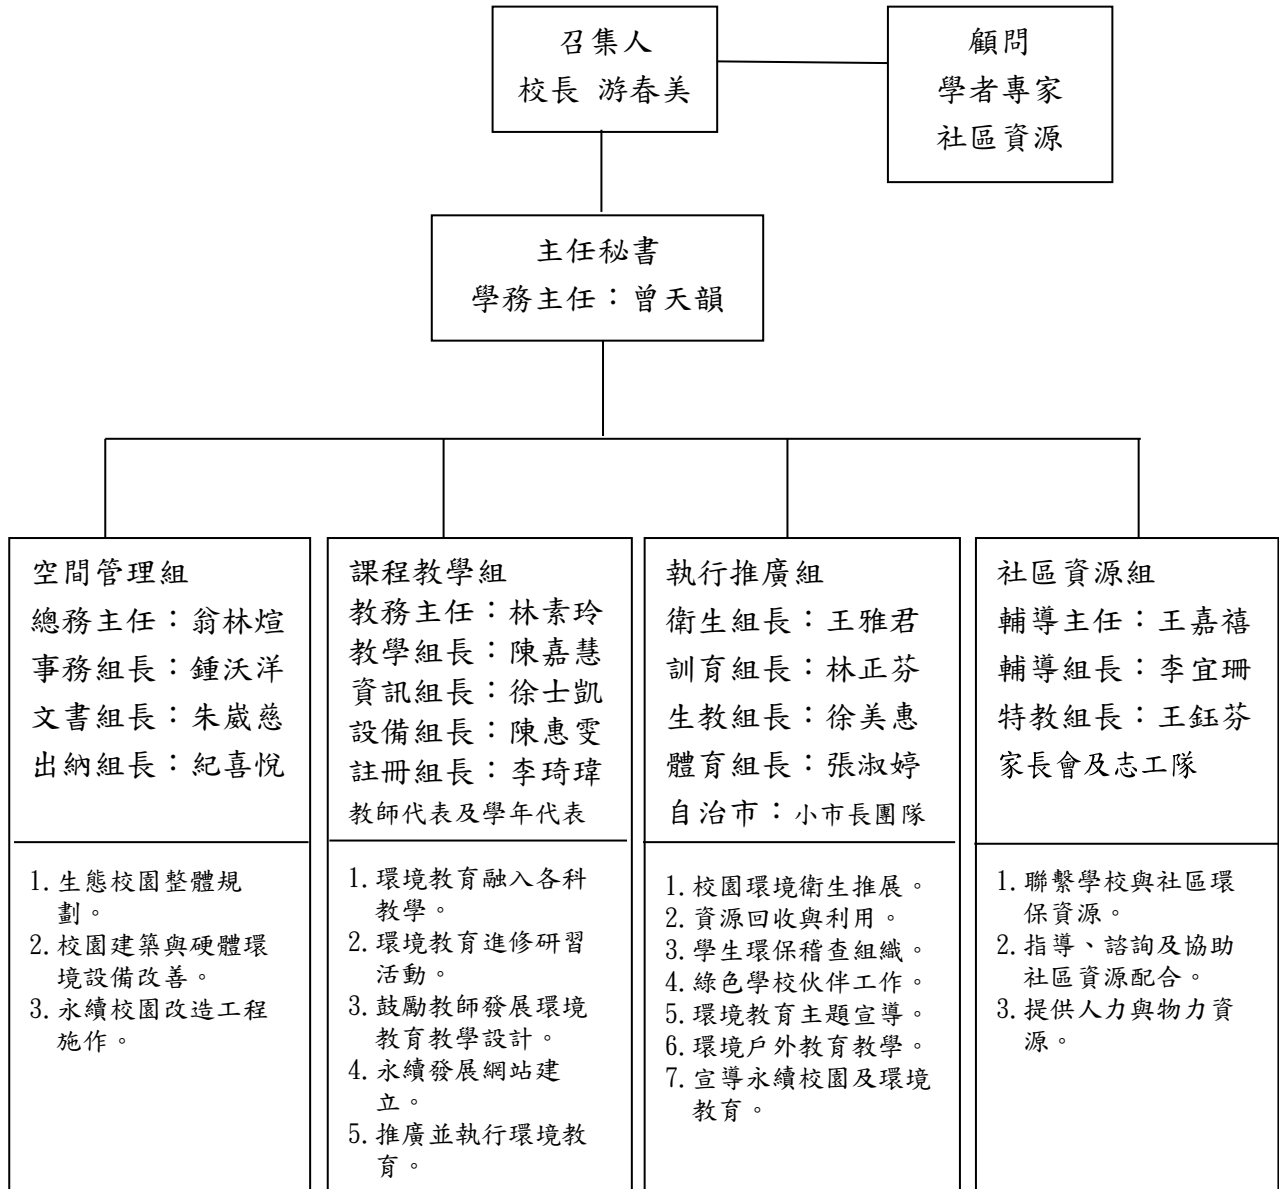 召集人
校長 游春美
顧問
學者專家
社區資源
主任秘書
學務主任：曾天韻
空間管理組
總務主任：翁林煊
事務組長：鍾沃洋
文書組長：朱崴慈
出納組長：紀喜悅
1.生態校園整體規
劃。
2.校園建築與硬體環
境設備改善。
3.永續校園改造工程
施作。
課程教學組
教務主任：林素玲
教學組長：陳嘉慧
資訊組長：徐士凱
設備組長：陳惠雯
註冊組長：李琦瑋
教師代表及學年代表
1.環境教育融入各科
教學。
2.環境教育進修研習
活動。
3.鼓勵教師發展環境
教育教學設計。
4.永續發展網站建
立。
5.推廣並執行環境教
育。
執行推廣組
衛生組長：王雅君
訓育組長：林正芬
生教組長：徐美惠
體育組長：張淑婷
自治市：小市長團隊
1.校園環境衛生推展。
2.資源回收與利用。
3.學生環保稽查組織。
4.綠色學校伙伴工作。
5.環境教育主題宣導。
6.環境戶外教育教學。
7.宣導永續校園及環境
教育。
社區資源組
輔導主任：王嘉禧
輔導組長：李宜珊
特教組長：王鈺芬
家長會及志工隊
1.聯繫學校與社區環
保資源。
2.指導、諮詢及協助
社區資源配合。
3.提供人力與物力資
源。